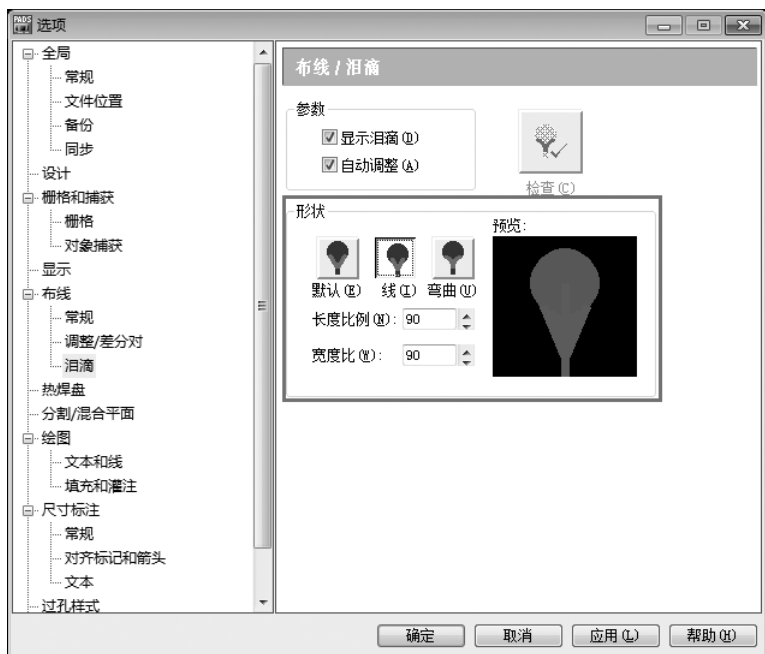 PADS
选项
全局
常规
文件位置
备份
同步
设计
栅格和捕获
栅格
对象捕获
显示
布线
常规
调整/差分对
泪滴
热焊盘
分割/混合平面
绘图
文本和线
填充和灌注
尺寸标注
常规
对齐标记和箭头
文本
过孔样式
布线 / 泪滴
参数
显示泪滴(D)
自动调整(A)
检查(C)
形状
预览:
默认(E) 线(I) 弯曲(U)
长度比例(N): 90
宽度比(W): 90
确定 取消 应用(L) 帮助(H)